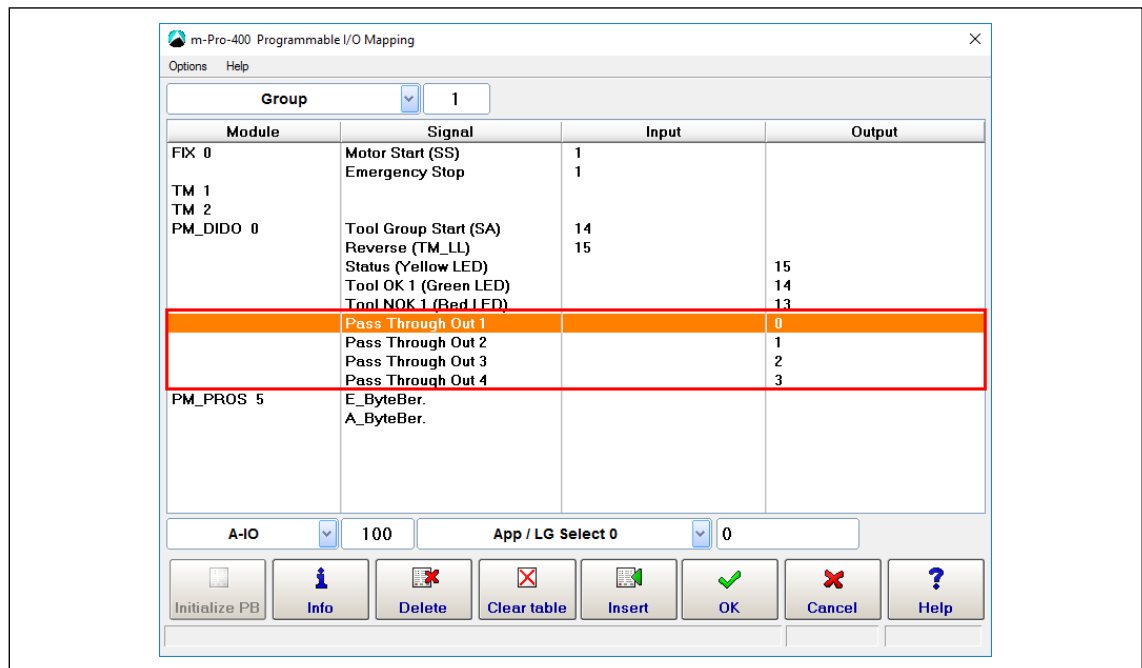 m-Pro-400 Programmable I/O Mapping
Options Help
Group 1
Module Signal Input Output
FIX 0 Motor Start (SS) 1
Emergency Stop 1
TM 1
TM 2
PM_DIDO 0 Tool Group Start (SA) 14
Reverse (TM_LL) 15
Status (Yellow LED) 15
Tool OK 1 (Green LED) 14
Tool NOK 1 (Red LED) 13
Pass Through Out 1 0
Pass Through Out 2 1
Pass Through Out 3 2
Pass Through Out 4 3
PM_PROS 5 E_ByteBer.
A_ByteBer.
A-IO 100 App / LG Select 0 0
Initialize PB Info Delete Clear table Insert OK Cancel Help